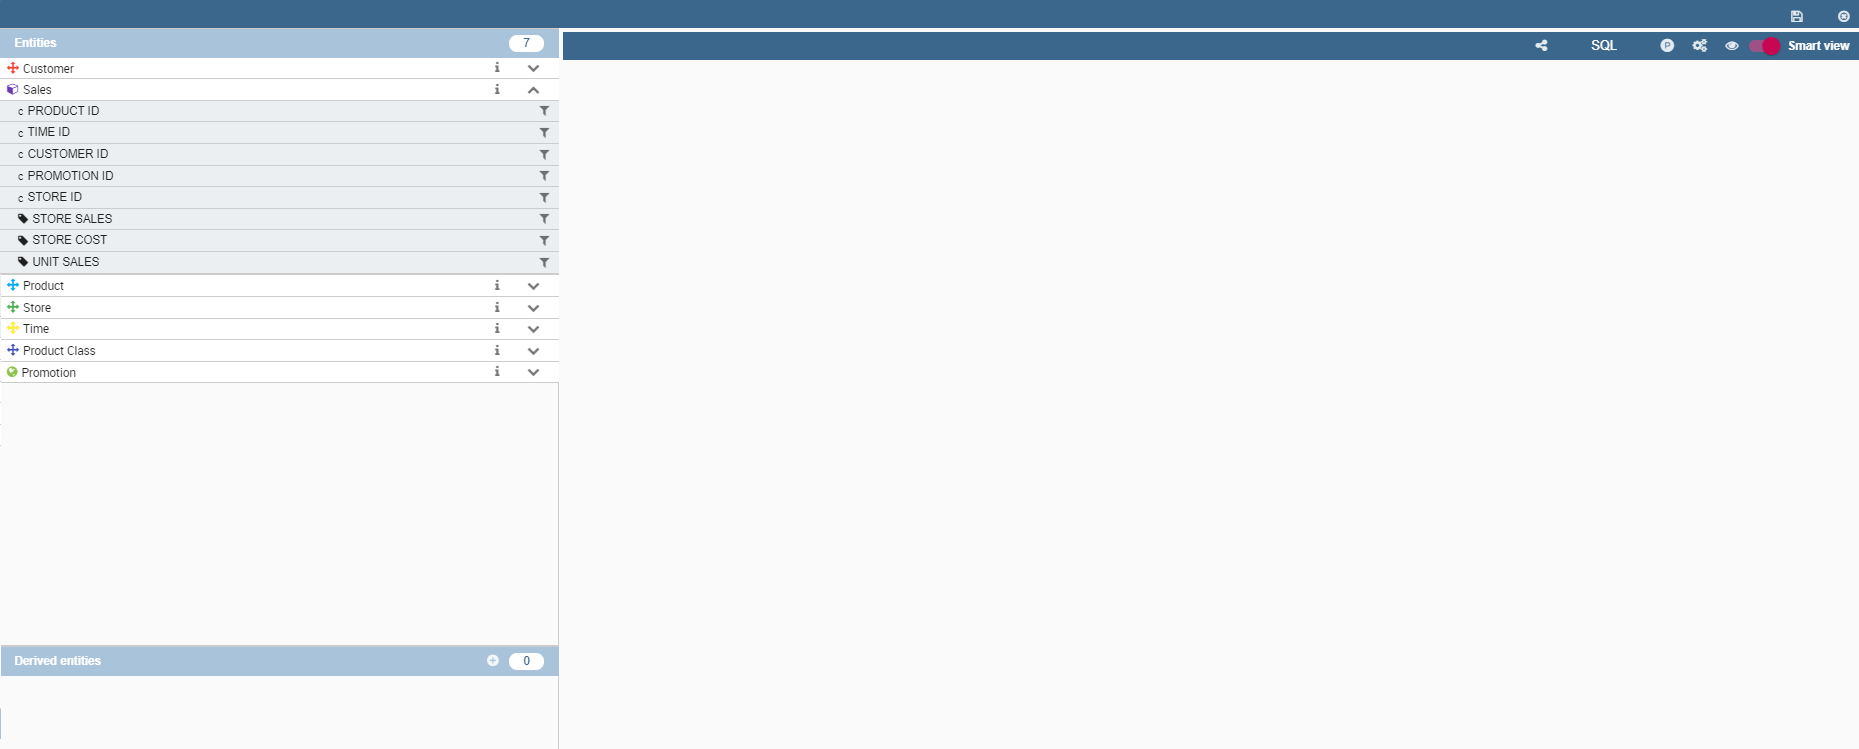 Entities 7
SQL P Smart view
Customer
Sales
c PRODUCT ID
c TIME ID
c CUSTOMER ID
c PROMOTION ID
c STORE ID
STORE SALES
STORE COST
UNIT SALES
Product
Store
Time
Product Class
Promotion
Derived entities 0